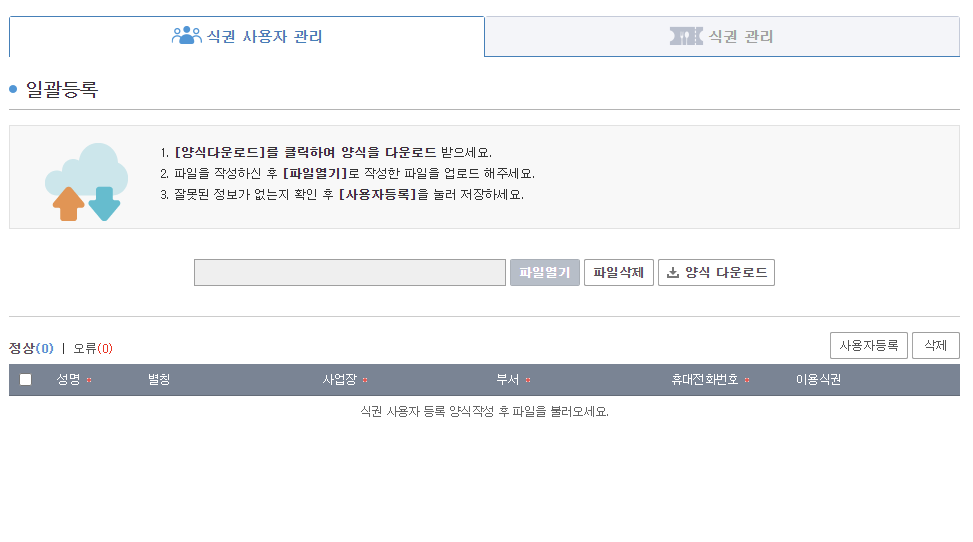 식권 사용자 관리
식권 관리
일괄등록
1. [양식다운로드]를 클릭하여 양식을 다운로드 받으세요.
2. 파일을 작성하신 후 [파일열기]로 작성한 파일을 업로드 해주세요.
3. 잘못된 정보가 없는지 확인 후 [사용자등록]을 눌러 저장하세요.
파일열기 파일삭제 양식 다운로드
정상(0) | 오류(0)
사용자등록 삭제
성명 별칭 사업장 부서 휴대전화번호 이용식권
식권 사용자 등록 양식작성 후 파일을 불러오세요.